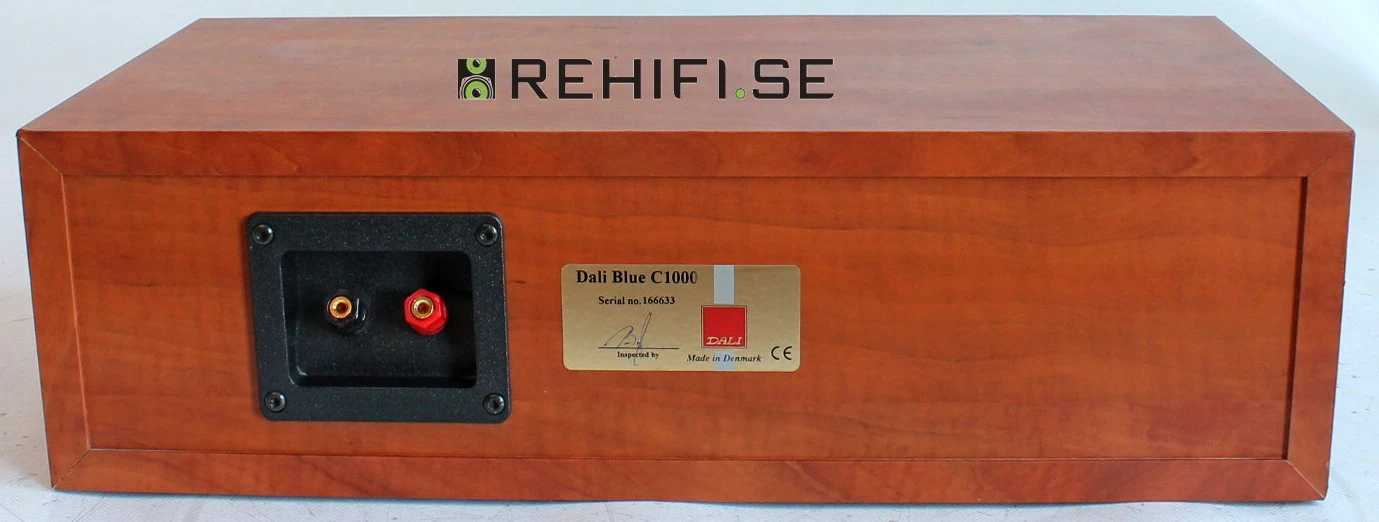 REHIFI.SE
Dali Blue C1000
Serial no.166633
Inspected by
DALI
Made in Denmark CE